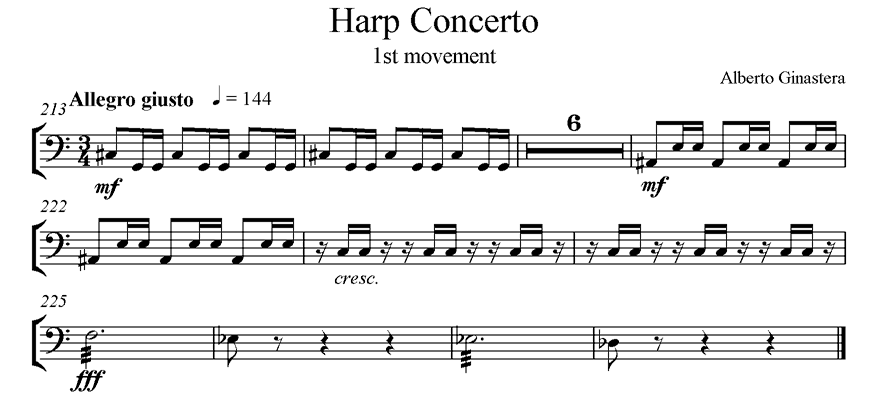 Harp Concerto
1st movement
Alberto Ginastera
213 Allegro giusto ♩ = 144
3/4
6
mf mf
222
cresc.
225
fff